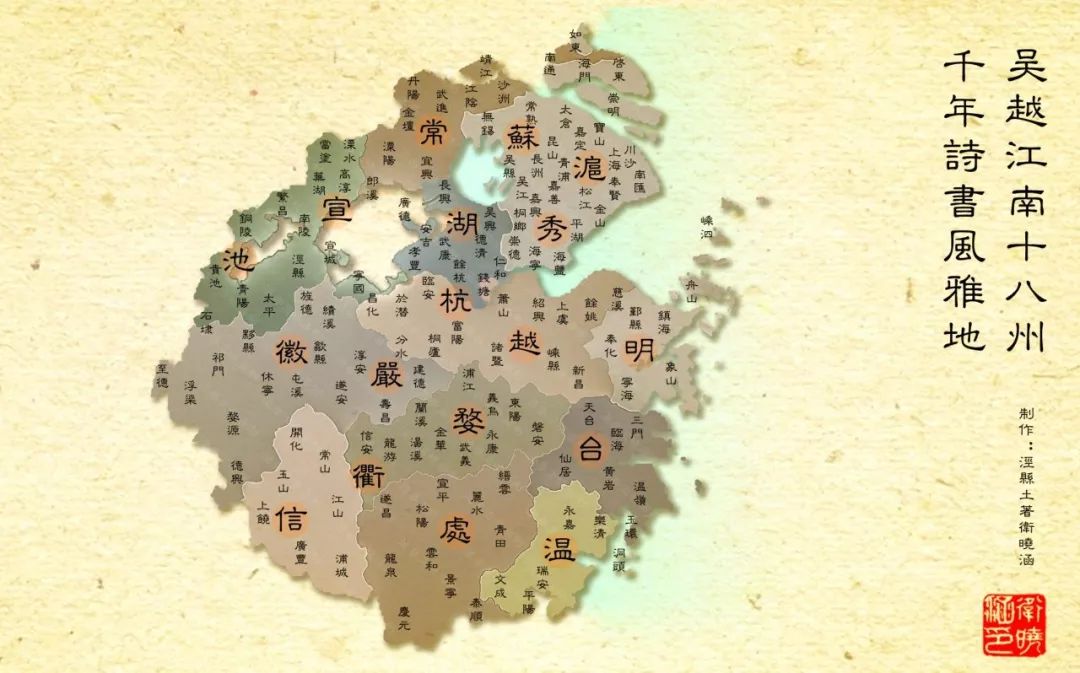 吳越江南十八州
千年詩書風雅地
制作：涇縣土著衛曉涵
衛曉涵印
如東
南通
海門
啓東
崇明
靖江
沙洲
江陰
丹陽
武進
金壇
常
無錫
常熟
太倉
蘇
寶山
嘉定
上海
川沙
南匯
奉賢
滬
崑山
青浦
松江
金山
吳縣
長洲
吳江
嘉善
嘉興
桐鄉
平湖
秀
崇德
海寧
海鹽
嵊泗
溧陽
宜興
溧水
高淳
當塗
蕪湖
郎溪
宣
繁昌
南陵
宣城
銅陵
池
貴池
青陽
涇縣
太平
石埭
旌德
績溪
寧國
廣德
長興
湖
吳興
安吉
武康
德清
孝豐
餘杭
錢塘
仁和
臨安
杭
於潛
昌化
富陽
分水
桐廬
蕭山
紹興
上虞
餘姚
諸暨
越
嵊縣
新昌
慈溪
鄞縣
鎮海
舟山
明
奉化
寧海
象山
黟縣
徽
歙縣
祁門
休寧
屯溪
至德
浮梁
婺源
德興
淳安
嚴
建德
遂安
壽昌
浦江
義烏
東陽
蘭溪
婺
磐安
金華
永康
武義
湯溪
天台
三門
台
臨海
仙居
黃巖
溫嶺
玉環
洞頭
開化
常山
玉山
江山
上饒
信
廣豐
浦城
信安
龍游
衢
遂昌
宣平
縉雲
麗水
松陽
處
青田
雲和
龍泉
景寧
慶元
泰順
永嘉
樂清
温
瑞安
文成
平陽